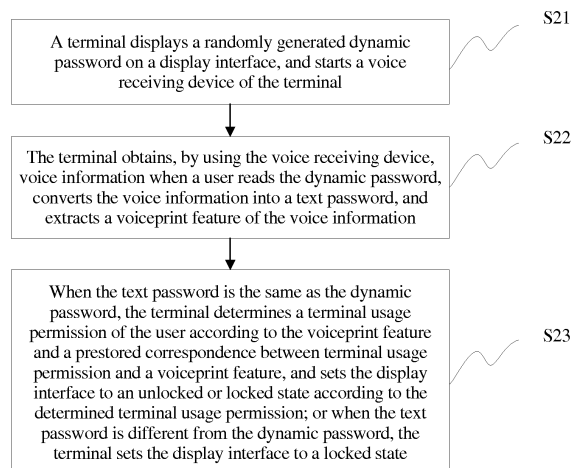 S21
A terminal displays a randomly generated dynamic
password on a display interface, and starts a voice
receiving device of the terminal
S22
The terminal obtains, by using the voice receiving device,
voice information when a user reads the dynamic password,
converts the voice information into a text password, and
extracts a voiceprint feature of the voice information
S23
When the text password is the same as the dynamic
password, the terminal determines a terminal usage
permission of the user according to the voiceprint feature
and a prestored correspondence between terminal usage
permission and a voiceprint feature, and sets the display
interface to an unlocked or locked state according to the
determined terminal usage permission; or when the text
password is different from the dynamic password, the
terminal sets the display interface to a locked state